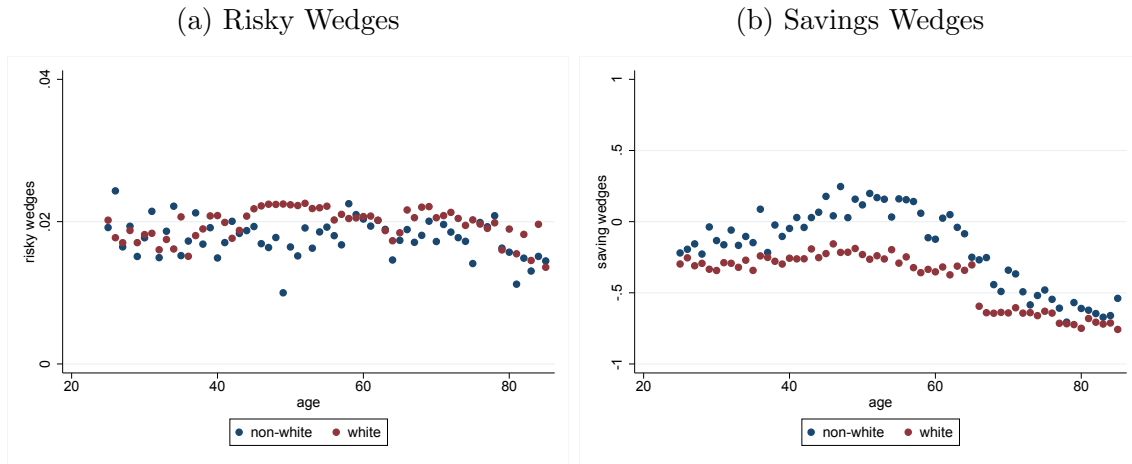 (a) Risky Wedges
risky wedges
.04
.02
0
20 40 60 80
age
non-white white
(b) Savings Wedges
saving wedges
1
.5
0
-.5
-1
20 40 60 80
age
non-white white